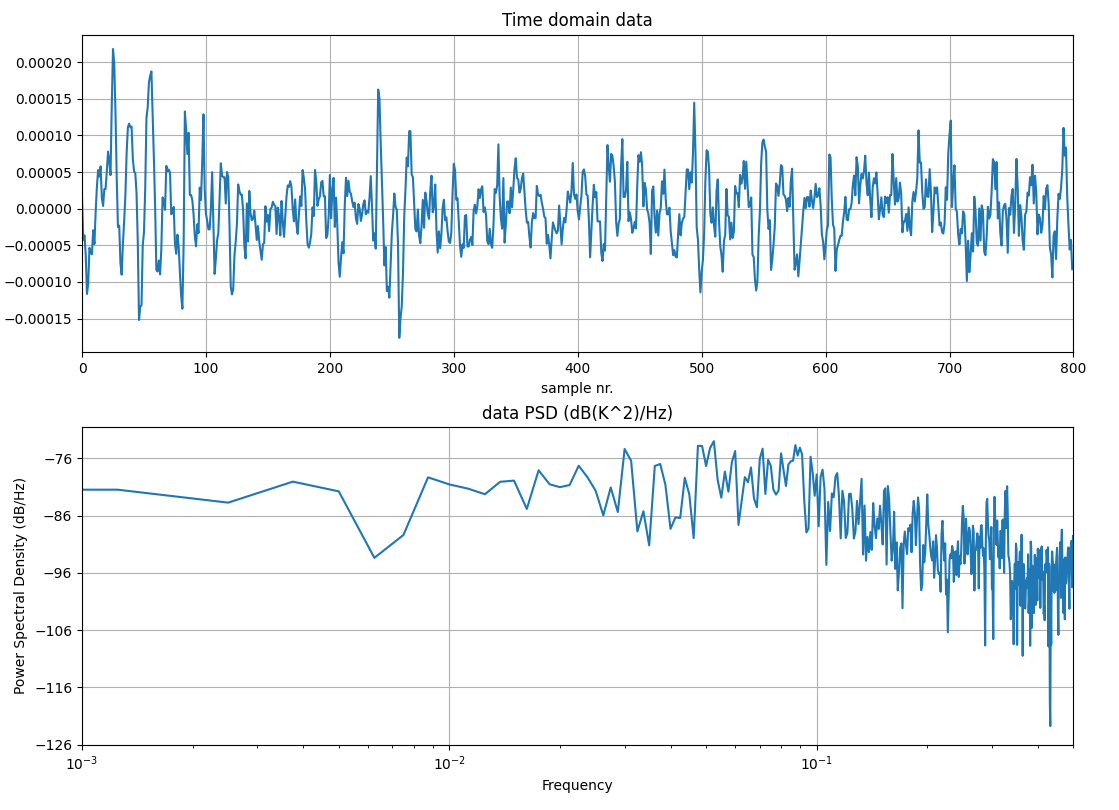 Time domain data
0.00020
0.00015
0.00010
0.00005
0.00000
−0.00005
−0.00010
−0.00015
0 100 200 300 400 500 600 700 800
sample nr.
data PSD (dB(K^2)/Hz)
Power Spectral Density (dB/Hz)
−76
−86
−96
−106
−116
−126
10⁻³ 10⁻² 10⁻¹
Frequency